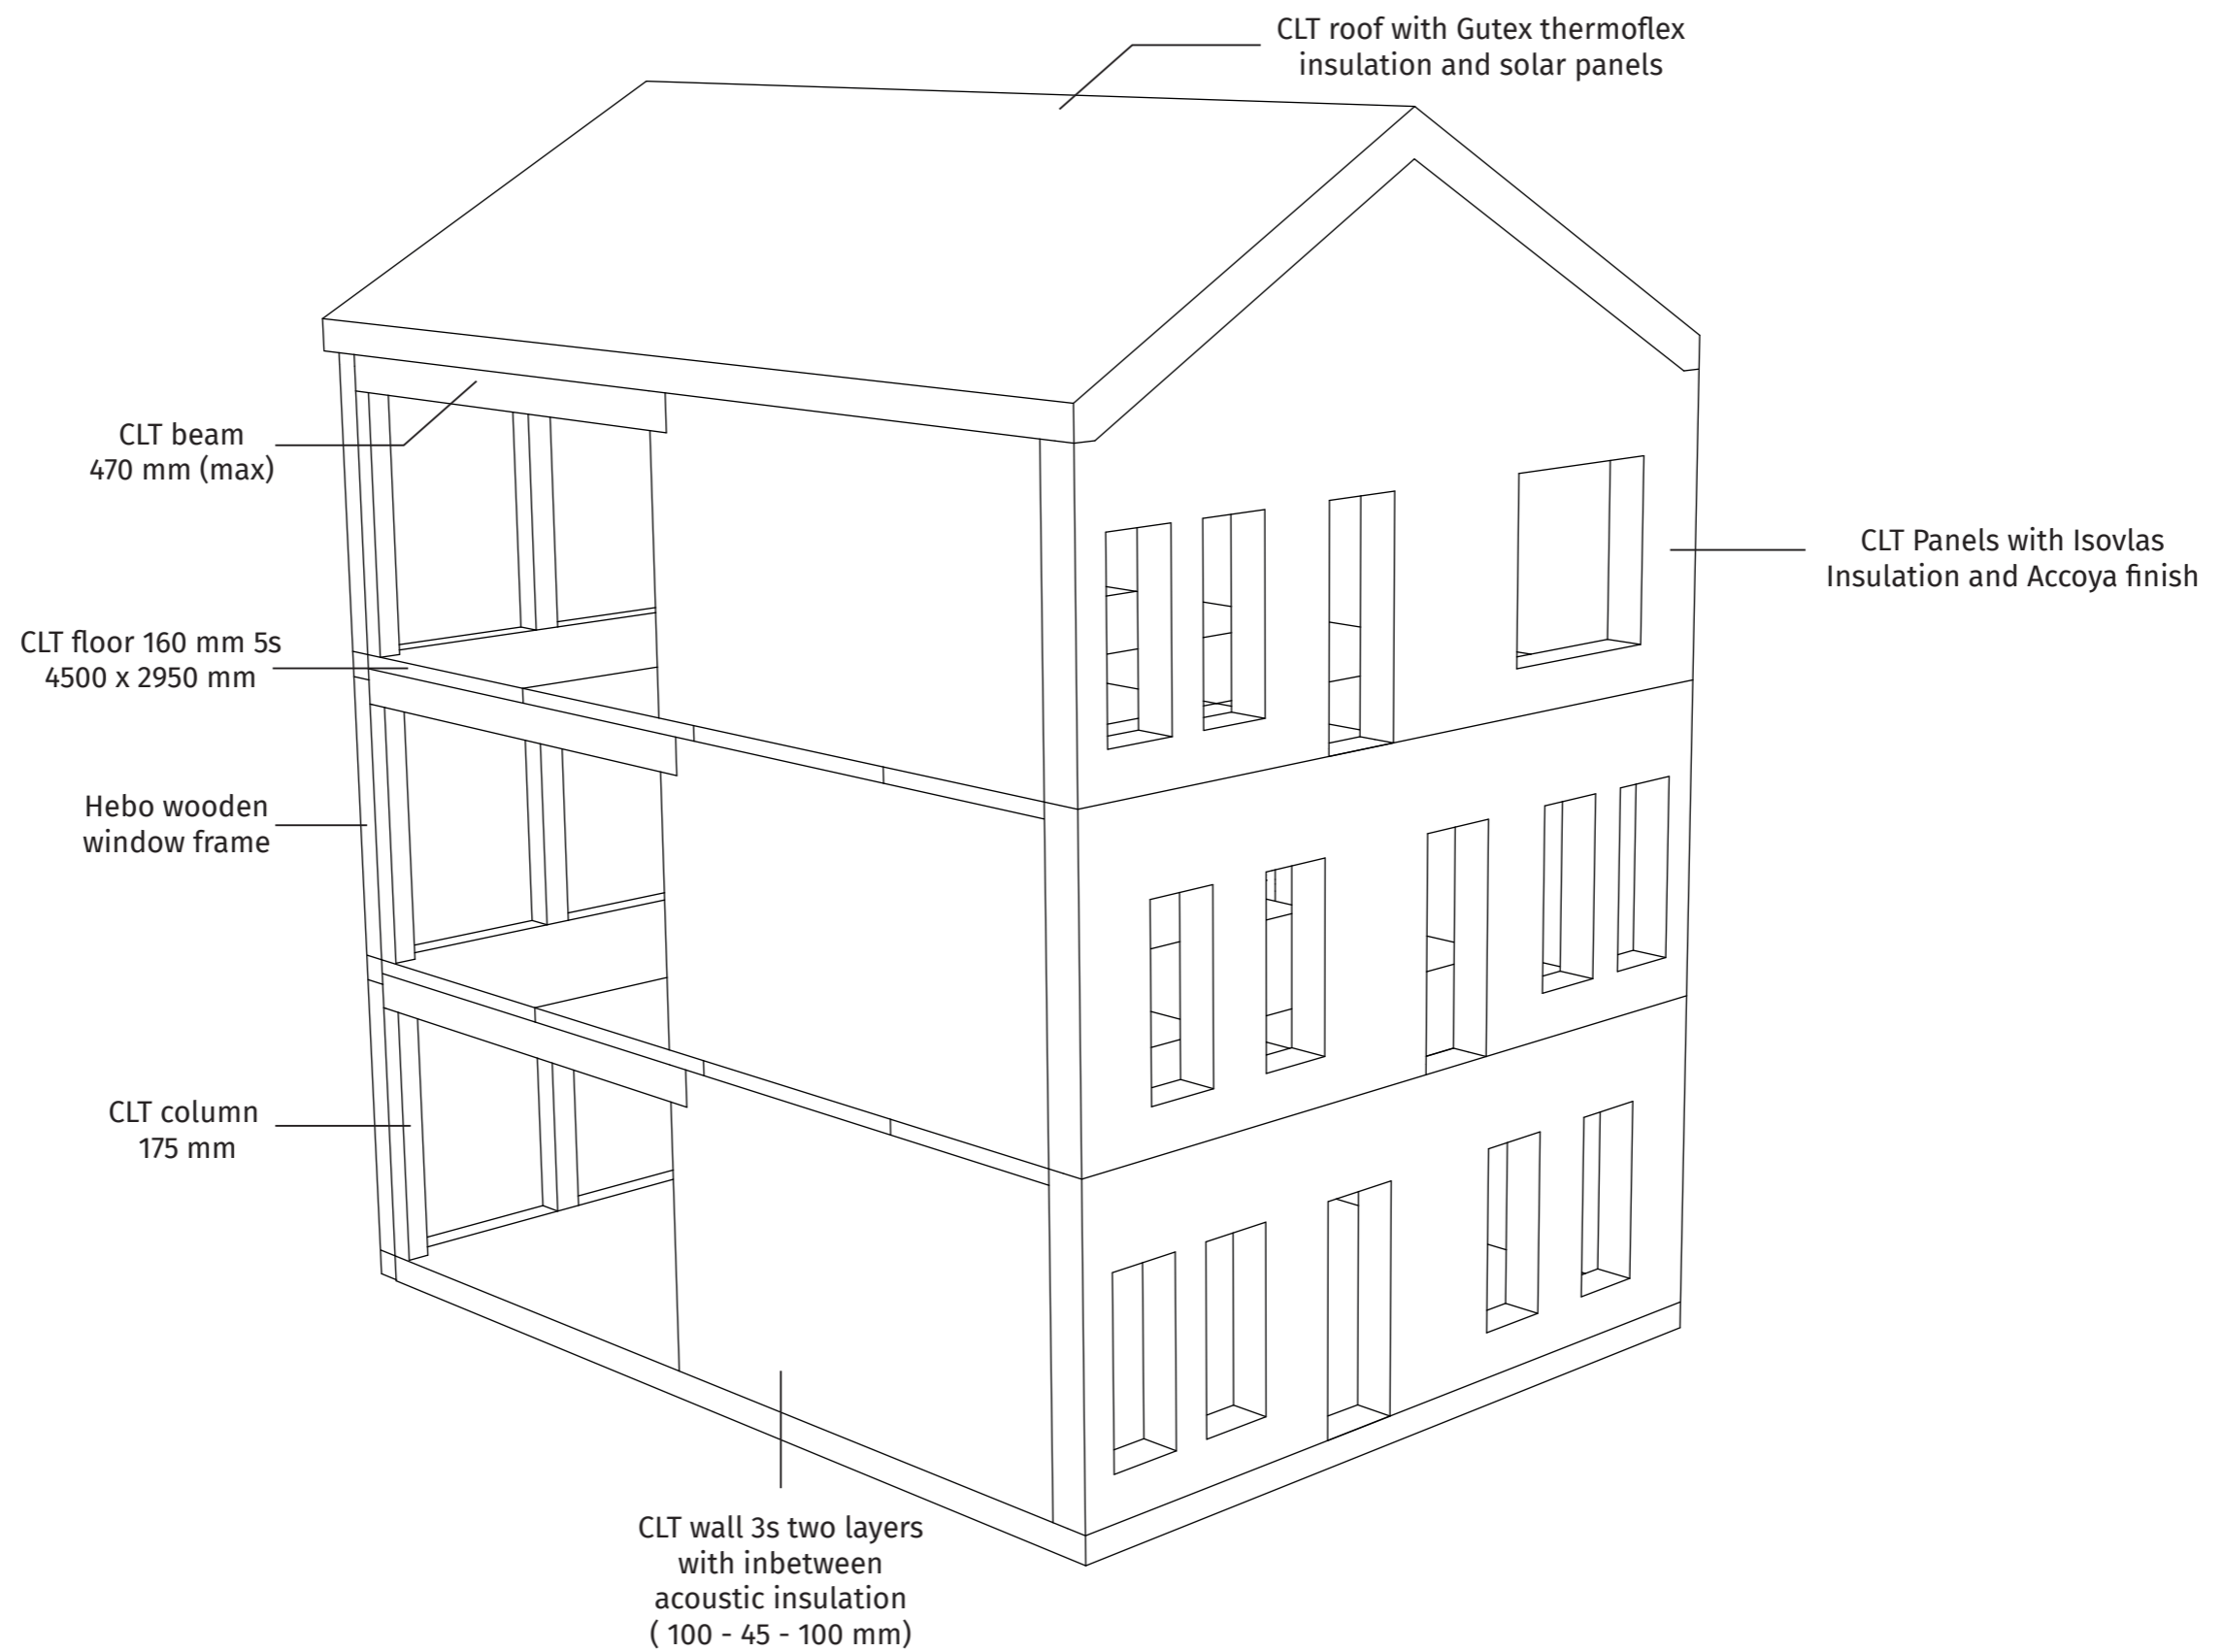 CLT roof with Gutex thermoflex
insulation and solar panels
CLT beam
470 mm (max)
CLT Panels with Isovlas
Insulation and Accoya finish
CLT floor 160 mm 5s
4500 x 2950 mm
Hebo wooden
window frame
CLT column
175 mm
CLT wall 3s two layers
with inbetween
acoustic insulation
( 100 - 45 - 100 mm)